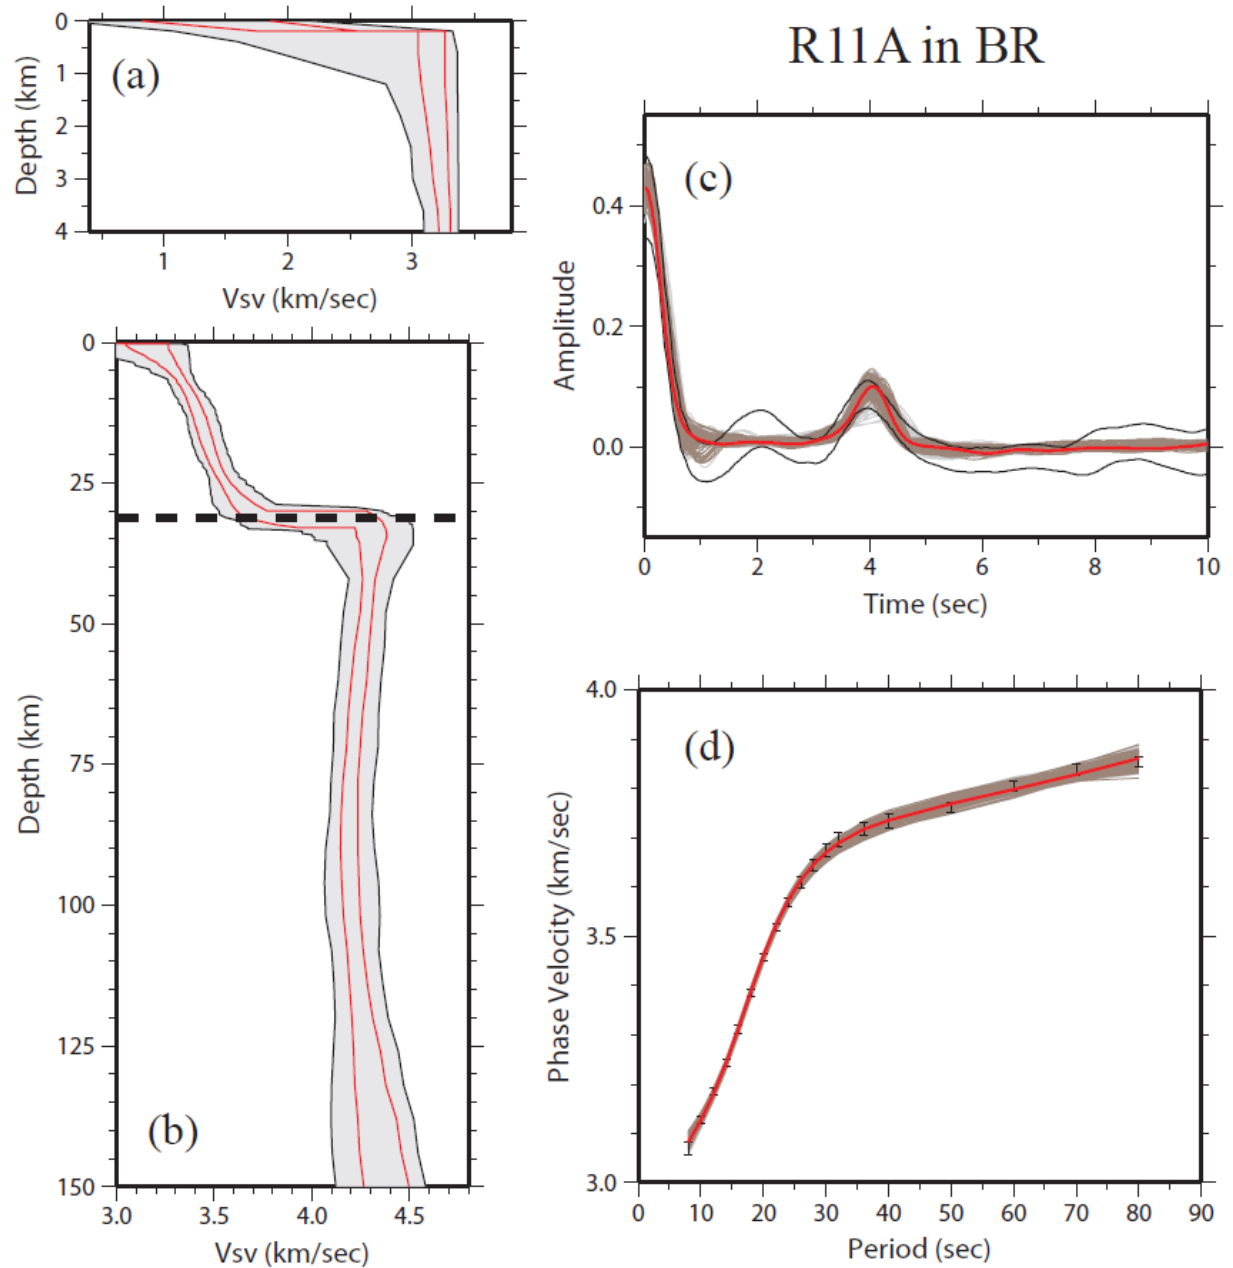 R11A in BR
(a)
Depth (km)
0
1
2
3
4
1 2 3
Vsv (km/sec)
(b)
Depth (km)
0
25
50
75
100
125
150
3.0 3.5 4.0 4.5
Vsv (km/sec)
(c)
Amplitude
0.4
0.2
0.0
0 2 4 6 8 10
Time (sec)
(d)
Phase Velocity (km/sec)
4.0
3.5
3.0
0 10 20 30 40 50 60 70 80 90
Period (sec)